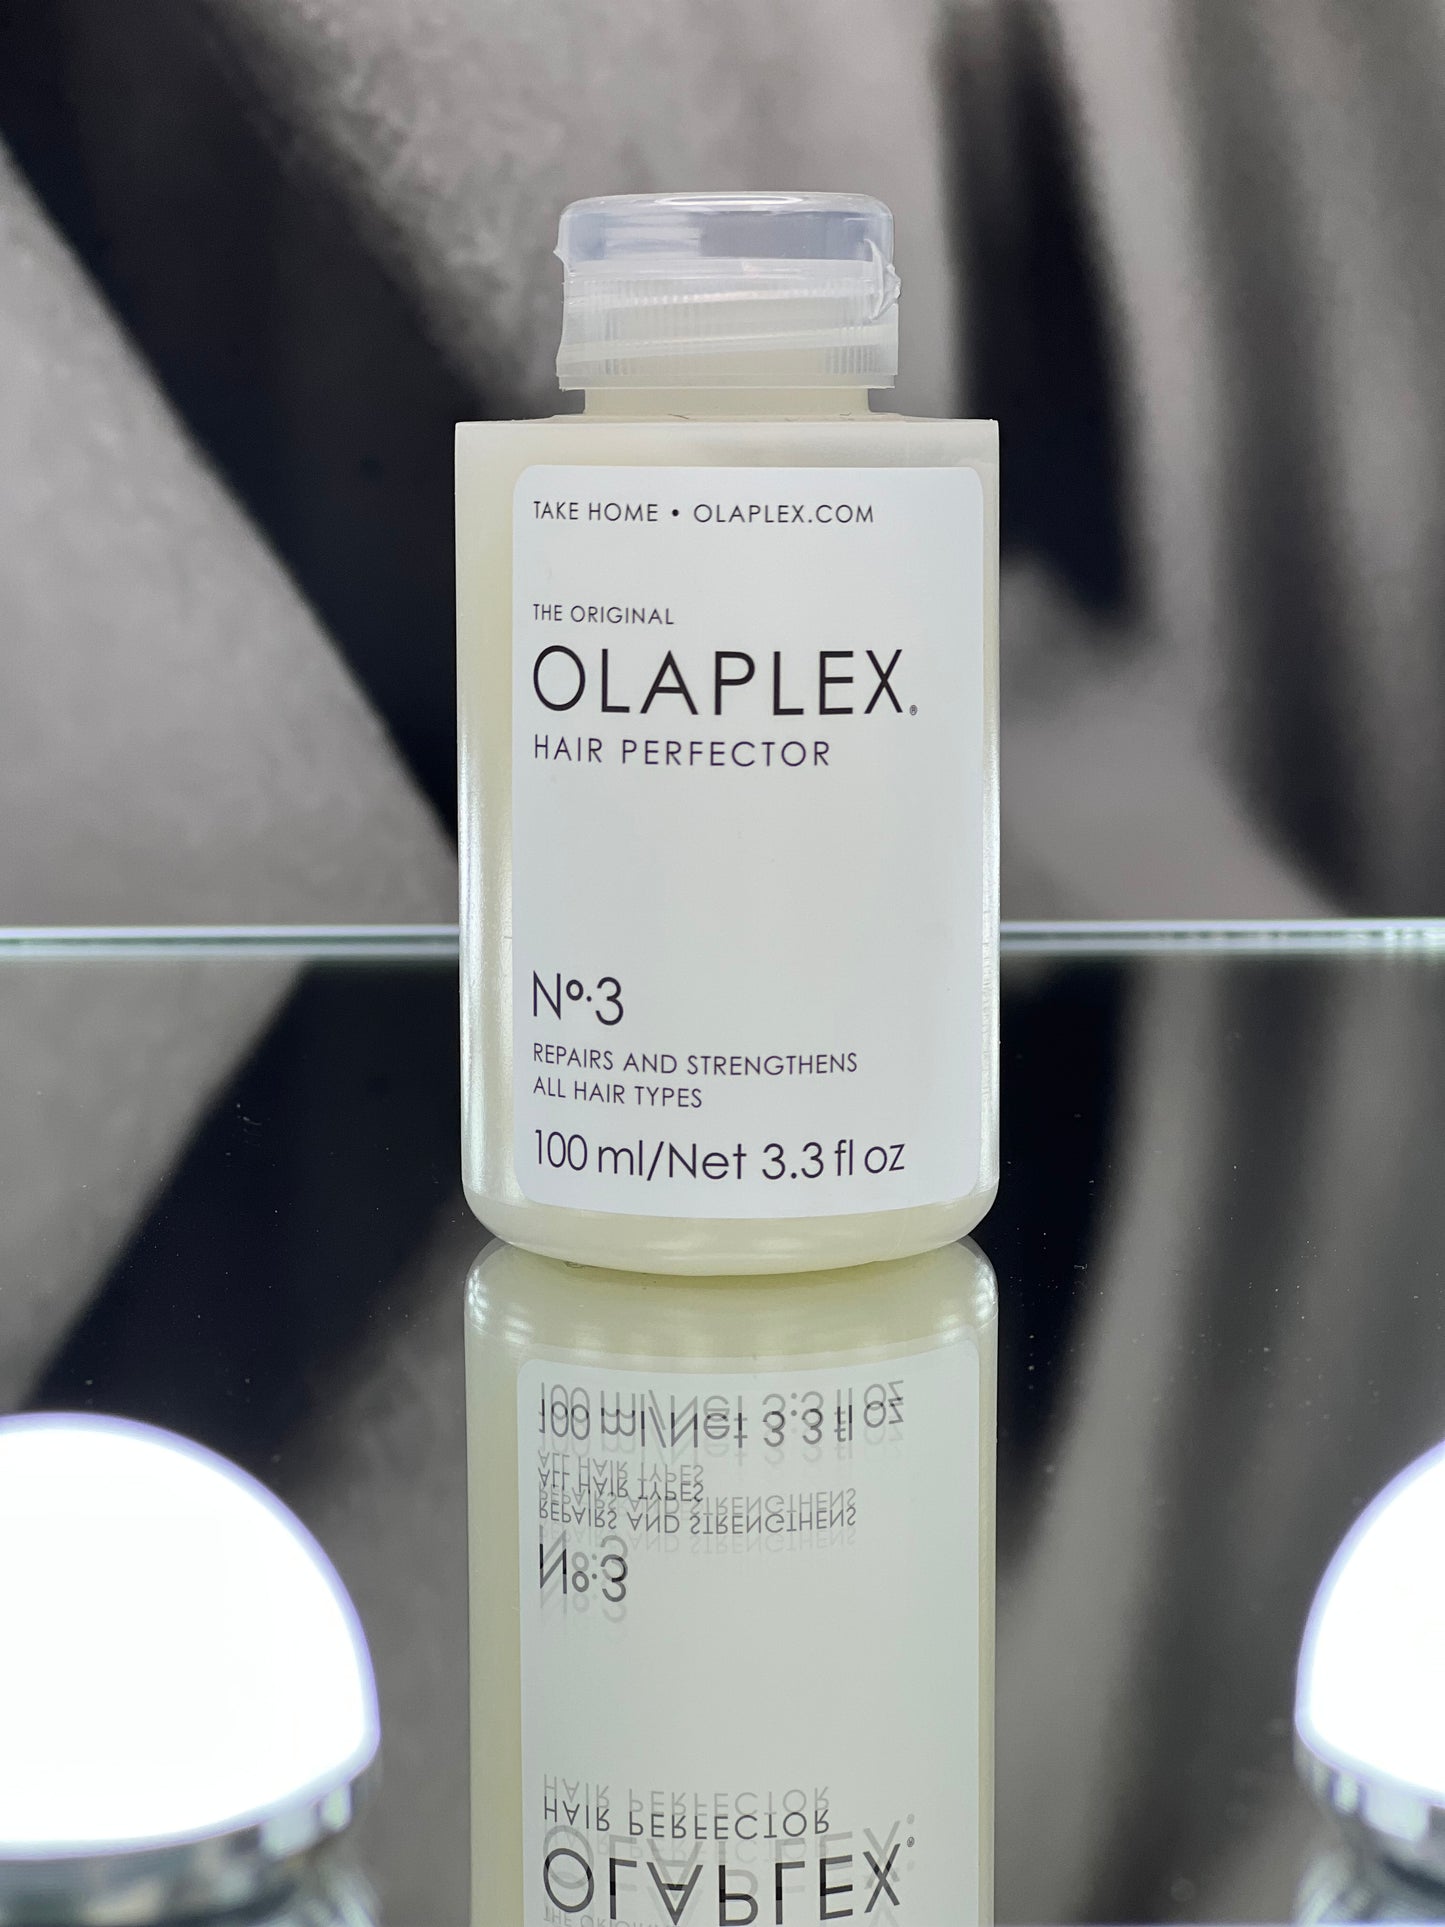 TAKE HOME • OLAPLEX.COM
THE ORIGINAL
OLAPLEX®
HAIR PERFECTOR
Nº.3
REPAIRS AND STRENGTHENS
ALL HAIR TYPES
100 ml/Net 3.3 fl oz